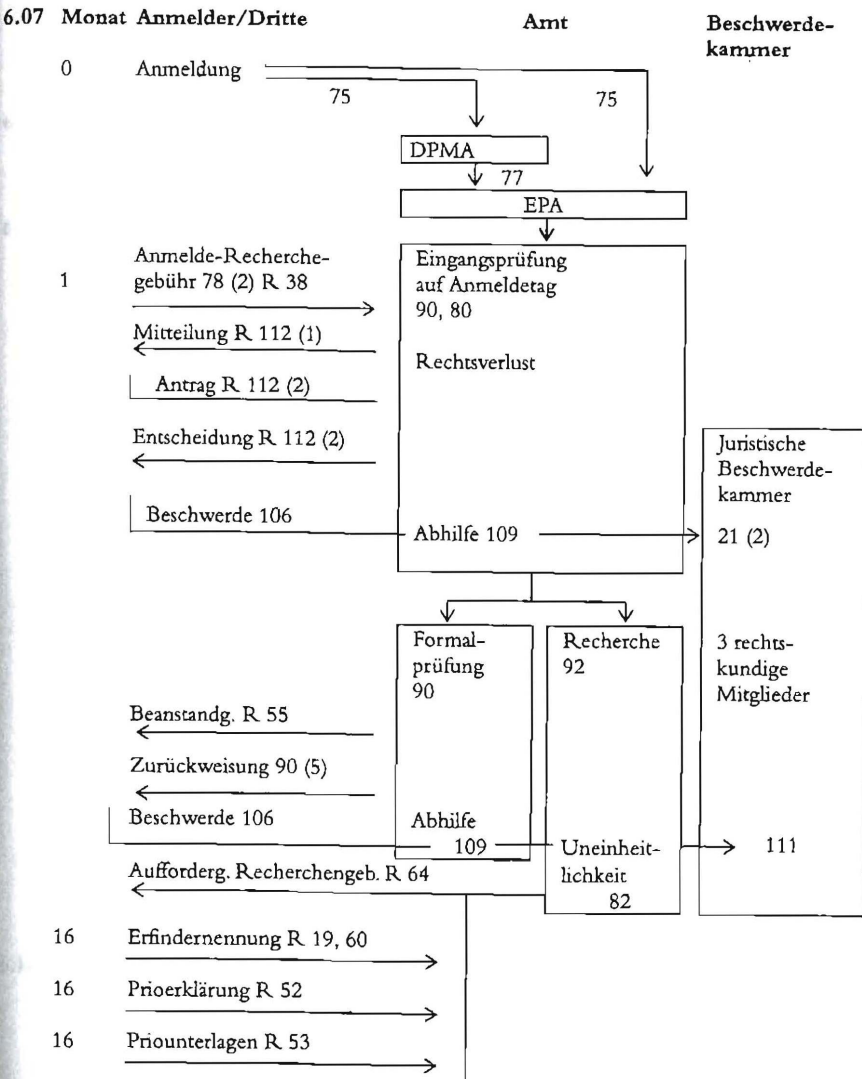 6.07 Monat Anmelder/Dritte Amt Beschwerde-
kammer
0 Anmeldung
75 75
DPMA
77
EPA
Anmelde-Recherche-
gebühr 78 (2) R 38
1
Eingangsprüfung
auf Anmeldetag
90, 80
Mitteilung R 112 (1)
Rechtsverlust
Antrag R 112 (2)
Entscheidung R 112 (2)
Juristische
Beschwerde-
kammer
Beschwerde 106
Abhilfe 109
21 (2)
Formal-
prüfung
90
Recherche
92
3 rechts-
kundige
Mitglieder
Beanstandg. R 55
Zurückweisung 90 (5)
Beschwerde 106
Abhilfe
109
Uneinheit-
lichkeit
82
111
Aufforderg. Recherchengeb. R 64
16 Erfindernennung R 19, 60
16 Prioerklärung R 52
16 Priounterlagen R 53